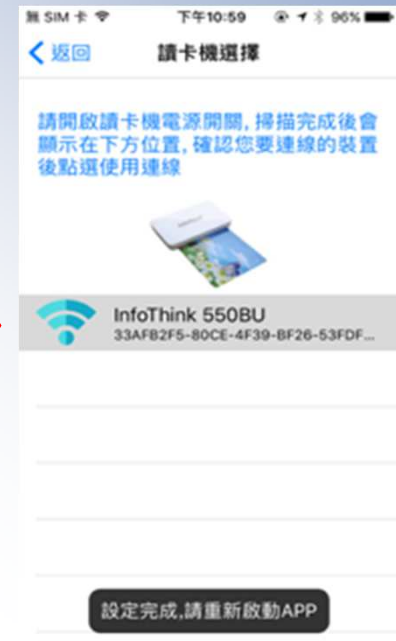 無 SIM 卡 下午10:59 96%
返回 讀卡機選擇
請開啟讀卡機電源開關,掃描完成後會
顯示在下方位置,確認您要連線的裝置
後點選使用連線
InfoThink 550BU
33AFB2F5-80CE-4F39-BF26-53FDF...
設定完成,請重新啟動APP